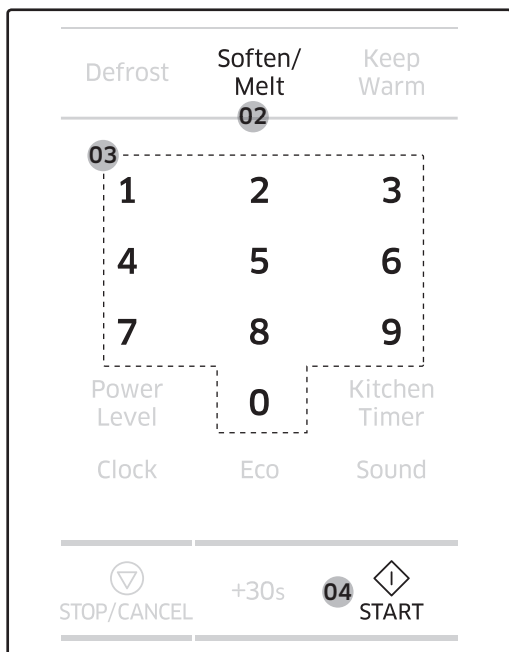 Defrost Soften/ Keep
Melt Warm
02
03
1 2 3
4 5 6
7 8 9
Power 0 Kitchen
Level Timer
Clock Eco Sound
+30s 04
STOP/CANCEL START